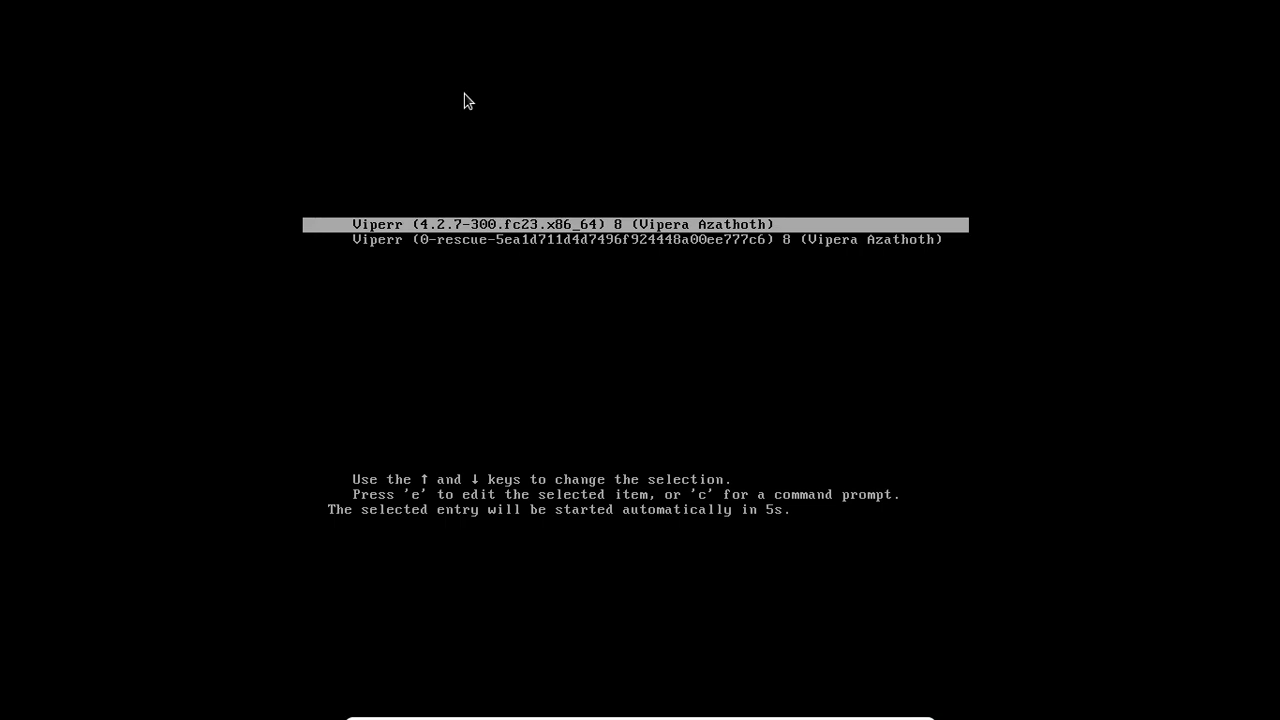 Viperr (4.2.7-300.fc23.x86_64) 8 (Vipera Azathoth)
Viperr (0-rescue-5ea1d711d4d7496f924448a00ee777c6) 8 (Vipera Azathoth)
Use the ↑ and ↓ keys to change the selection.
Press 'e' to edit the selected item, or 'c' for a command prompt.
The selected entry will be started automatically in 5s.